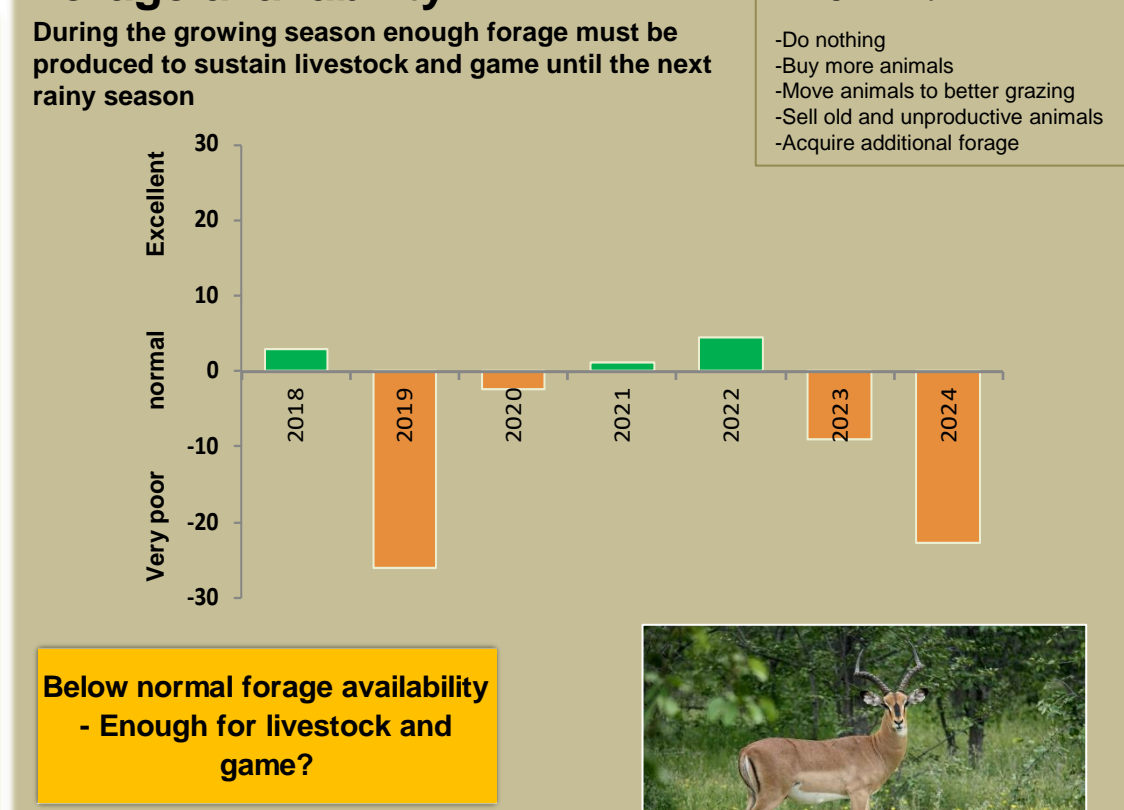 During the growing season enough forage must be
produced to sustain livestock and game until the next
rainy season
-Do nothing
-Buy more animals
-Move animals to better grazing
-Sell old and unproductive animals
-Acquire additional forage
Excellent
normal
Very poor
30
20
10
0
-10
-20
-30
2018
2019
2020
2021
2022
2023
2024
Below normal forage availability
- Enough for livestock and
game?